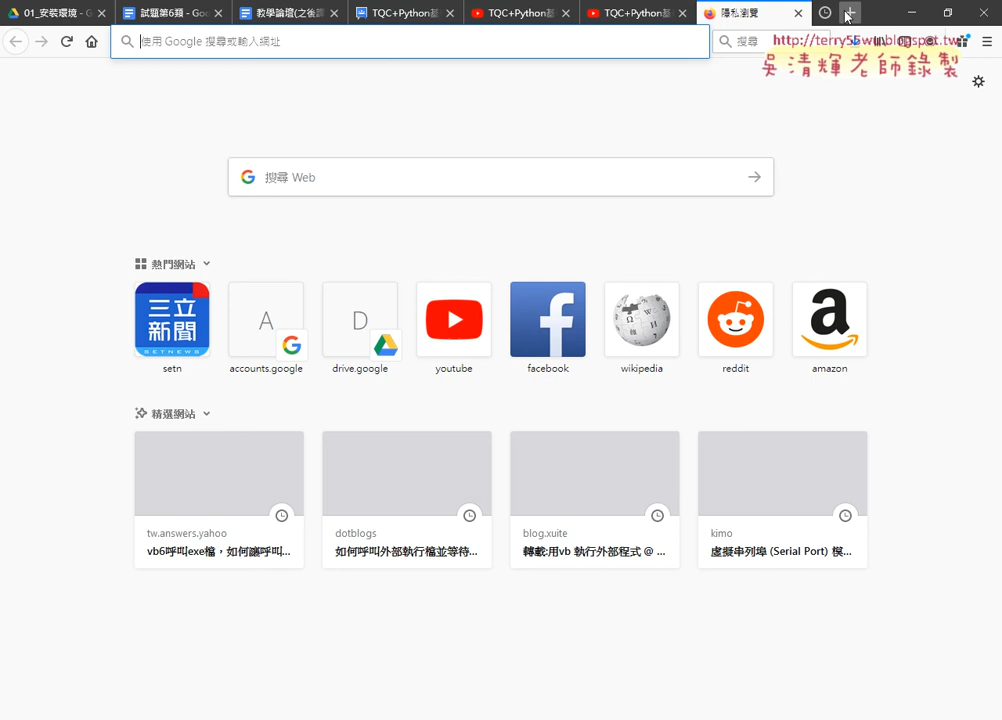 01_安裝環境 - G
試題第6類 - Goo
教學論壇(之後課
TQC+Python基
TQC+Python基
TQC+Python基
隱私瀏覽
使用 Google 搜尋或輸入網址
搜尋
http://terry55wu.blogspot.tw
吳清輝老師錄製
搜尋 Web
熱門網站
三立
新聞
SETNEWS
A
D
setn
accounts.google
drive.google
youtube
facebook
wikipedia
reddit
amazon
精選網站
tw.answers.yahoo
vb6呼叫exe檔，如何讓呼叫...
dotblogs
如何呼叫外部執行檔並等待...
blog.xuite
轉載:用vb 執行外部程式 @ ...
kimo
虛擬串列埠 (Serial Port) 模...